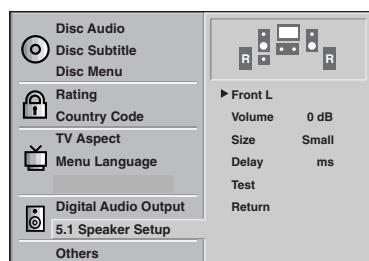 Disc Audio
Disc Subtitle
Disc Menu
Rating
Country Code
TV Aspect
Menu Language
Digital Audio Output
5.1 Speaker Setup
Others
R R
Front L
Volume 0 dB
Size Small
Delay ms
Test
Return